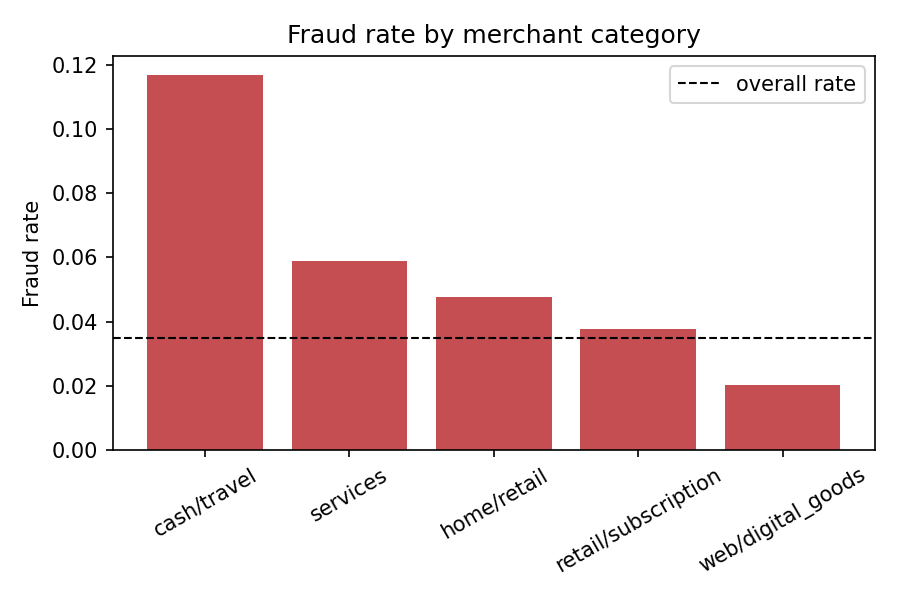 Fraud rate by merchant category
overall rate
Fraud rate
0.12
0.10
0.08
0.06
0.04
0.02
0.00
cash/travel
services
home/retail
retail/subscription
web/digital_goods